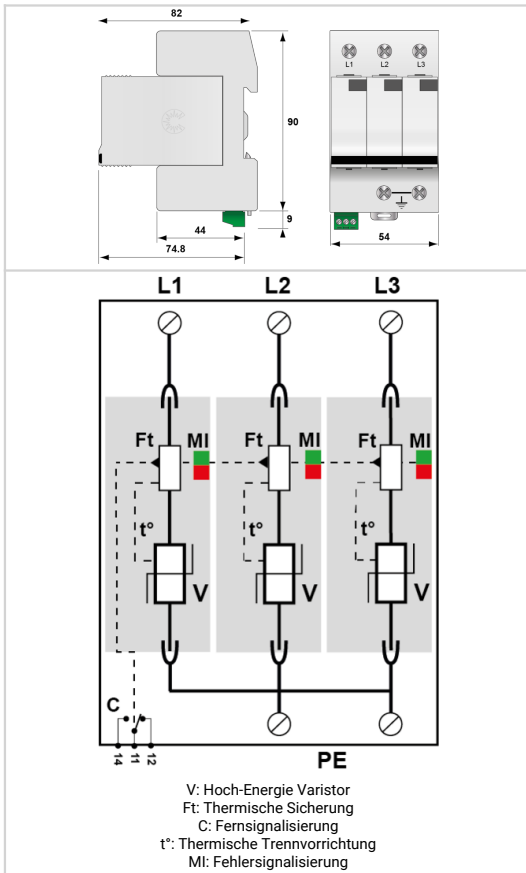 82
L1 L2 L3
90
44
9
74.8
54
L1 L2 L3
Ft MI Ft MI Ft MI
t° t° t°
V V V
C
14 11 12
PE
V: Hoch-Energie Varistor
Ft: Thermische Sicherung
C: Fernsignalisierung
t°: Thermische Trennvorrichtung
MI: Fehlersignalisierung